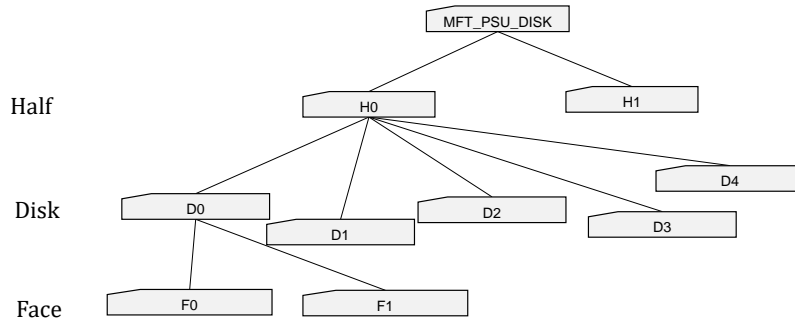 MFT_PSU_DISK
Half
H0
H1
Disk
D0
D1
D2
D3
D4
Face
F0
F1